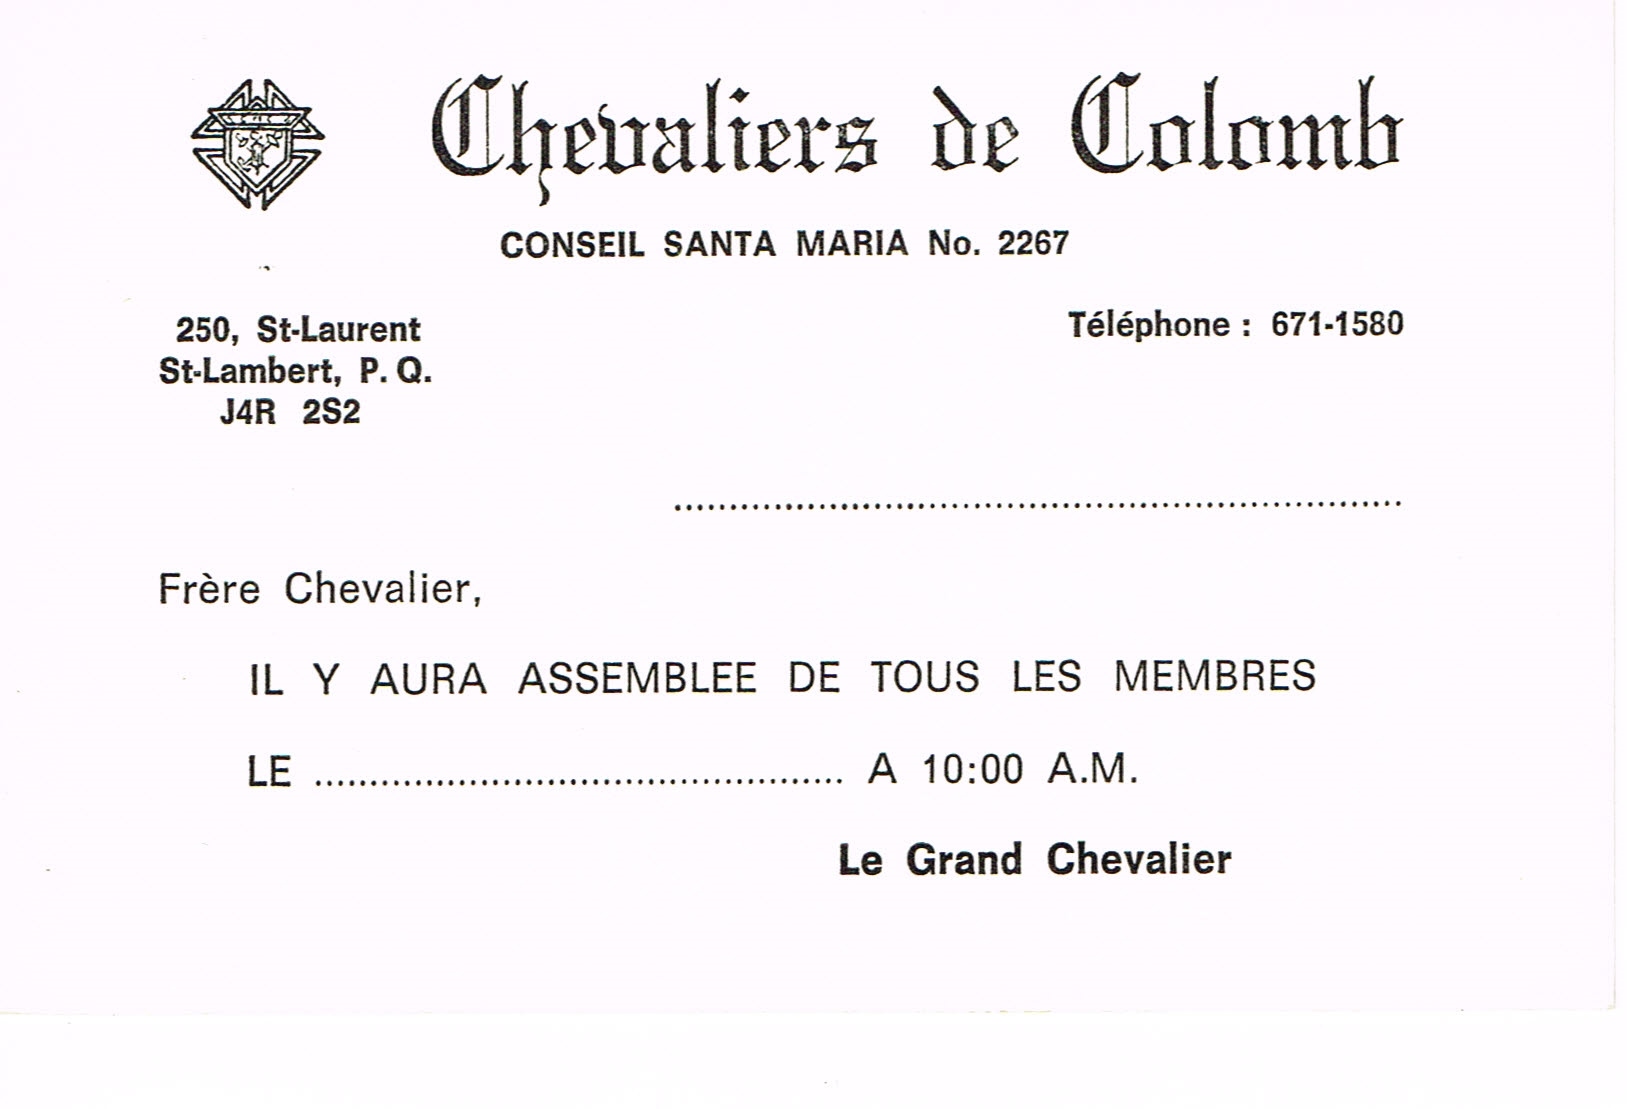 Chevaliers de Colomb
CONSEIL SANTA MARIA No. 2267
250, St-Laurent
St-Lambert, P. Q.
J4R 2S2
Téléphone : 671-1580
Frère Chevalier,
IL Y AURA ASSEMBLEE DE TOUS LES MEMBRES
LE ................................................ A 10:00 A.M.
Le Grand Chevalier